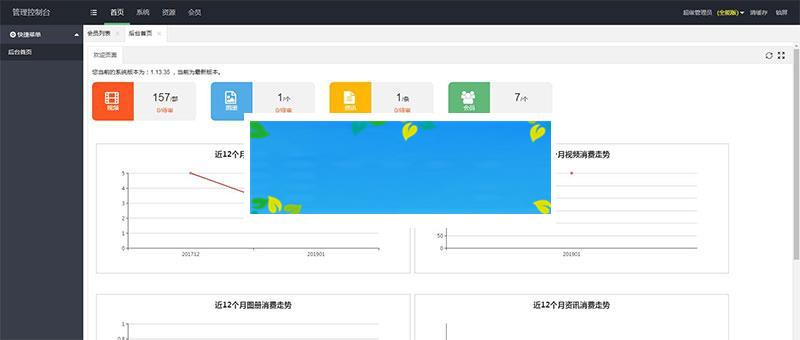 管理控制台
首页 系统 资源 会员
超级管理员 (全能版) 清缓存 锁屏
快捷菜单
后台首页
会员列表 后台首页
欢迎页面
您当前的系统版本为：1.13.35 ，当前为最新版本。
视频 157/部 0/待审
图册 1/个 0/待审
资讯 1/条 0/待审
会员 7/个
近12个月
个月视频消费走势
5
4
3
2
1
0
201712 201901
50
0
201901
近12个月图册消费走势
近12个月资讯消费走势
1
0.8